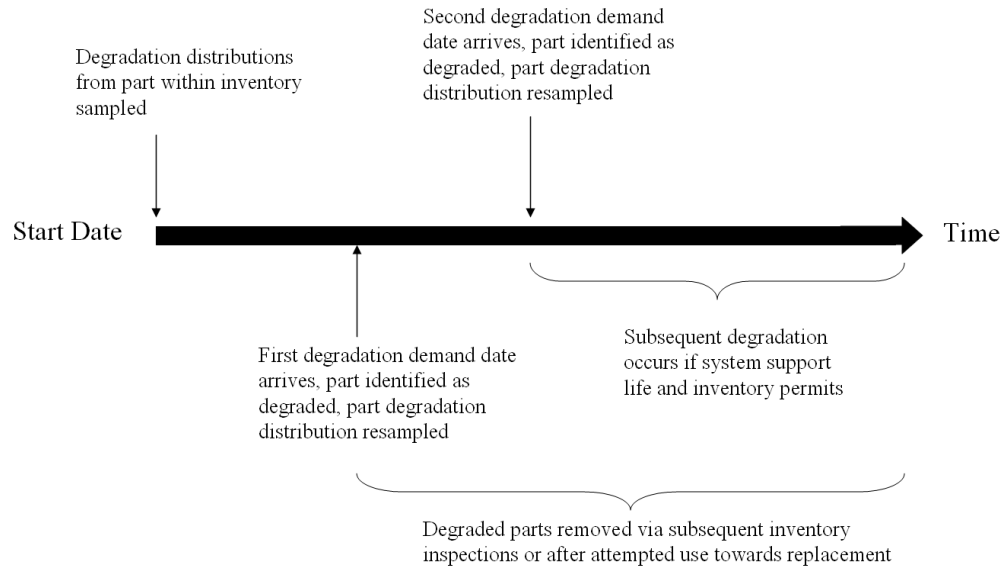 Second degradation demand
date arrives, part identified as
degraded, part degradation
distribution resampled
Degradation distributions
from part within inventory
sampled
Start Date
Time
First degradation demand date
arrives, part identified as
degraded, part degradation
distribution resampled
Subsequent degradation
occurs if system support
life and inventory permits
Degraded parts removed via subsequent inventory
inspections or after attempted use towards replacement